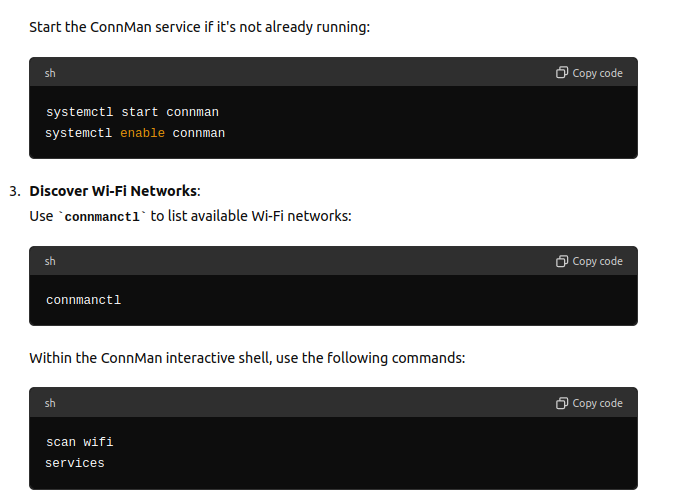 Start the ConnMan service if it's not already running:
sh
Copy code
systemctl start connman
systemctl enable connman
3. Discover Wi-Fi Networks:
Use `connmanctl` to list available Wi-Fi networks:
sh
Copy code
connmanctl
Within the ConnMan interactive shell, use the following commands:
sh
Copy code
scan wifi
services